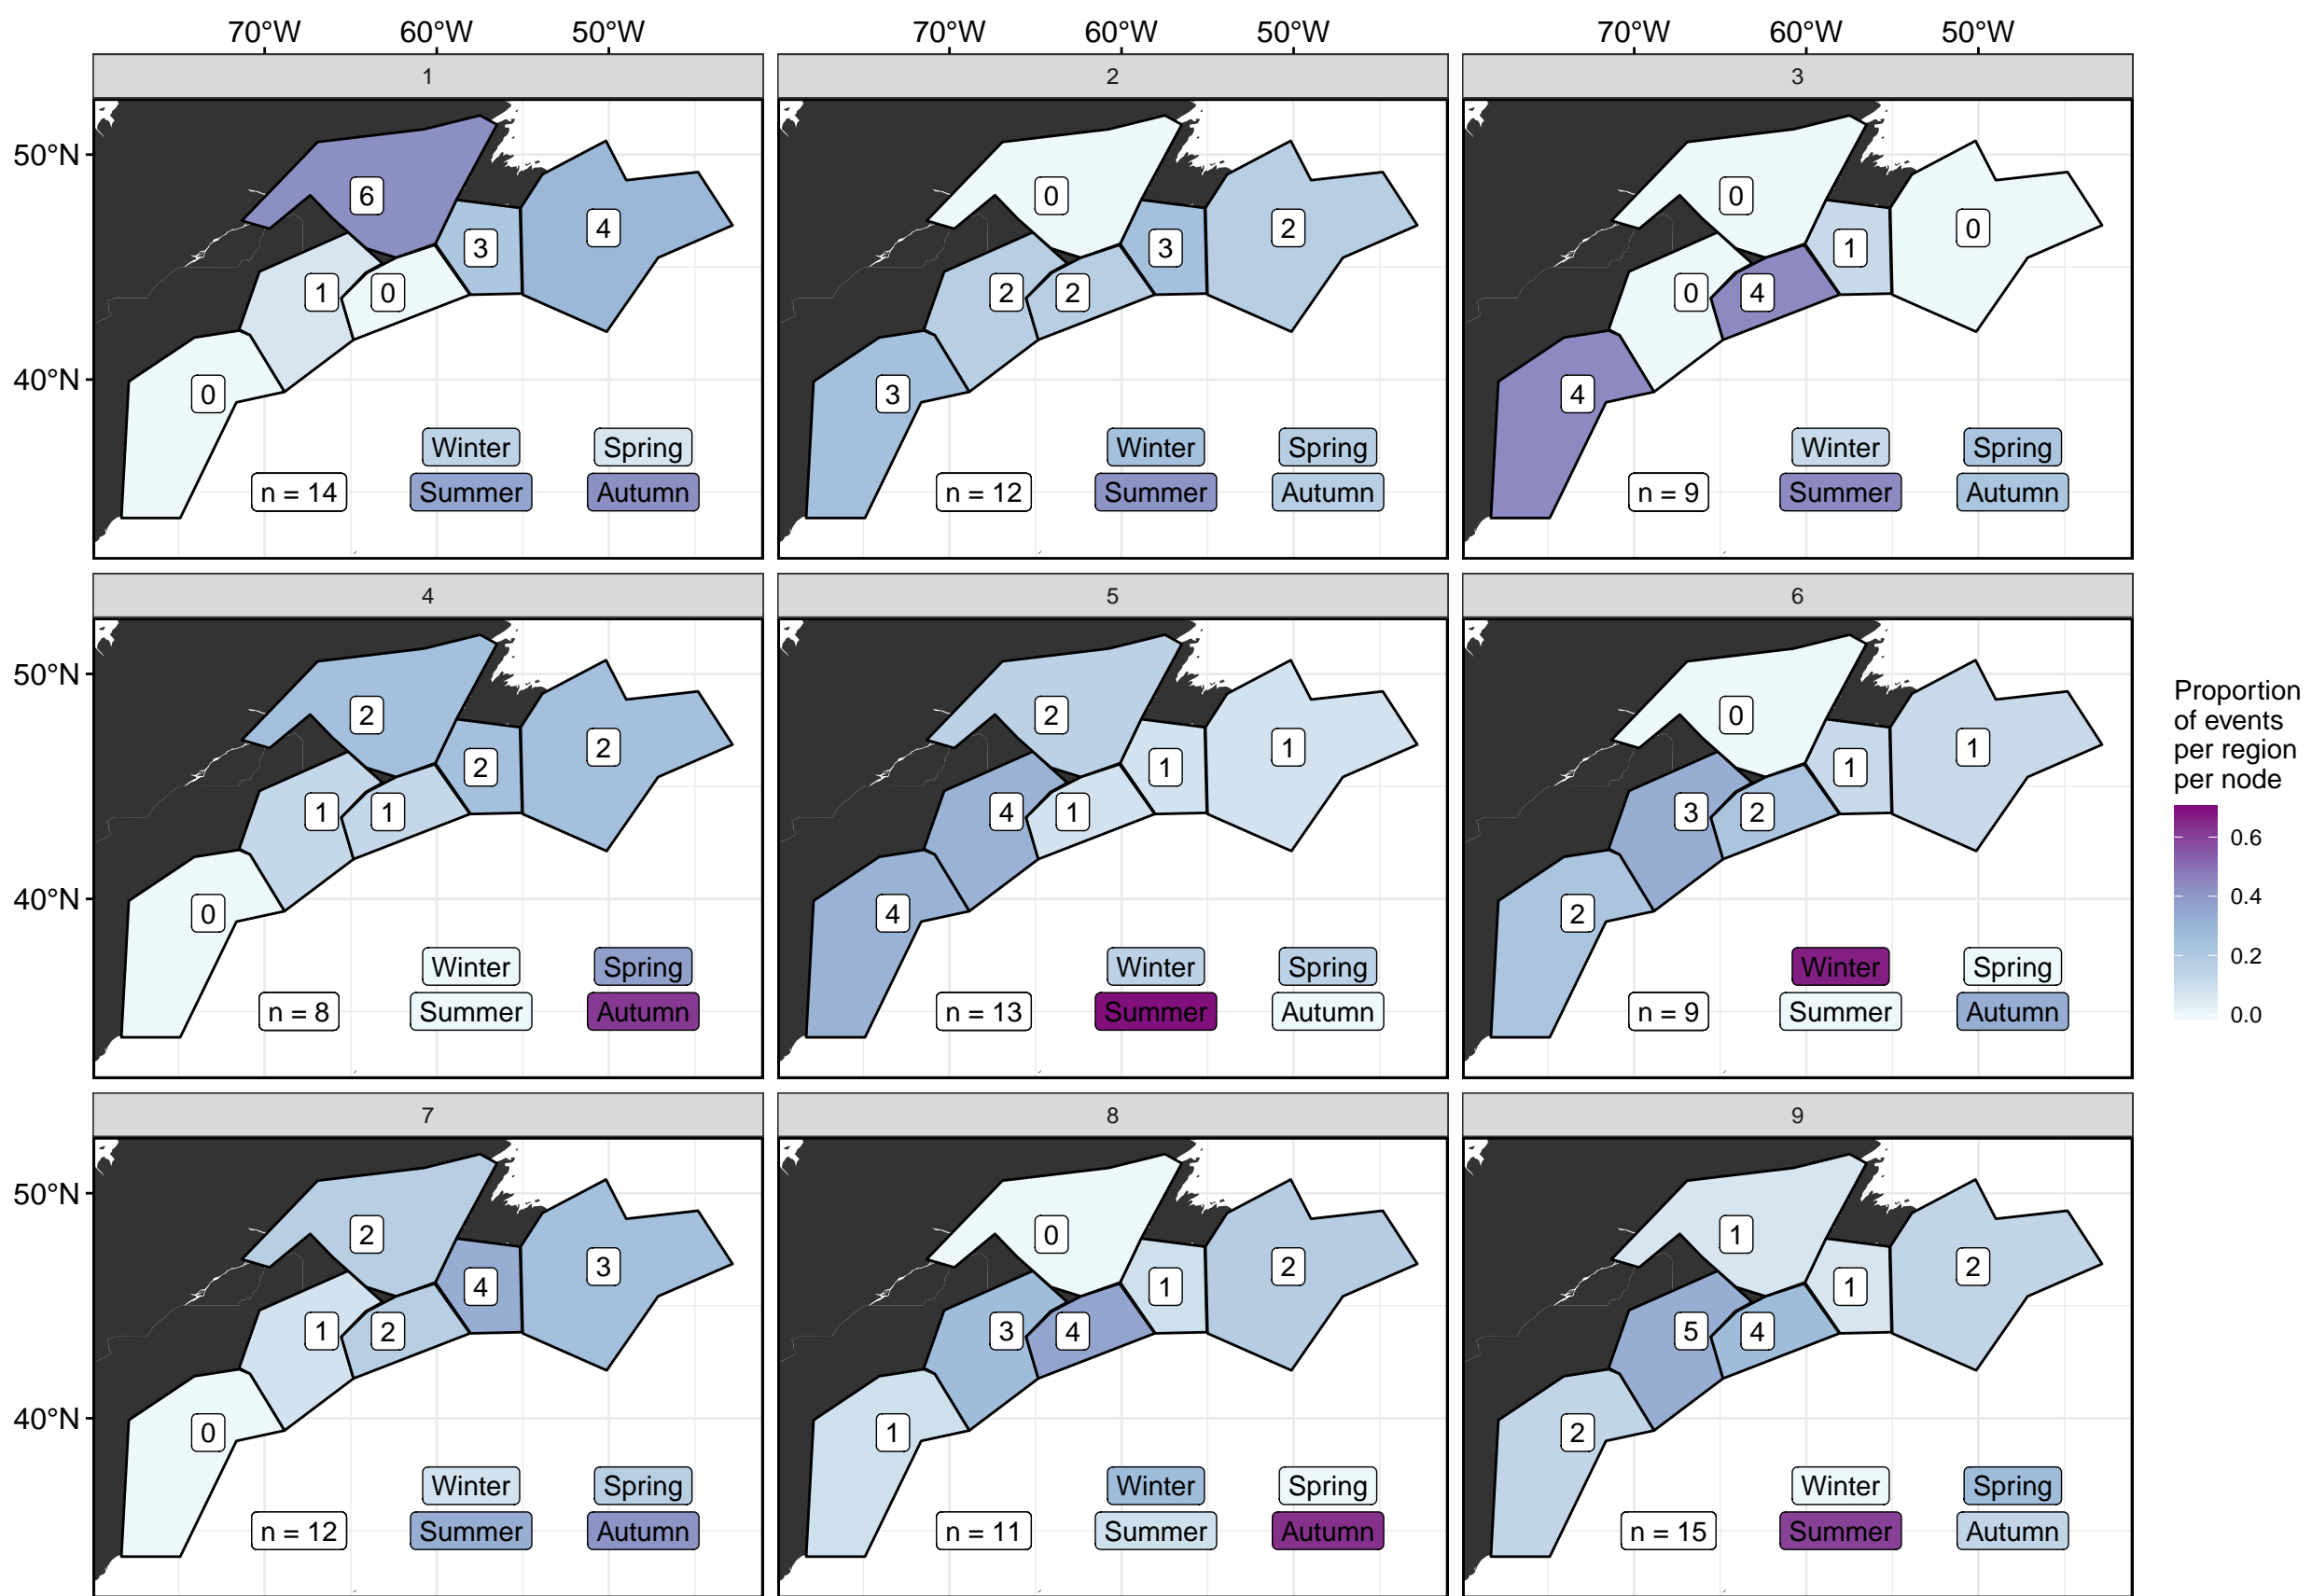 70°W 60°W 50°W 70°W 60°W 50°W 70°W 60°W 50°W
1 2 3
50°N
6 4 3 1 0 0
0 2 3 2 2 3
0 0 1 0 4 4
40°N
Winter Spring Winter Spring Winter Spring
n = 14 Summer Autumn n = 12 Summer Autumn n = 9 Summer Autumn
4 5 6
50°N
2 2 2 1 1 0
2 1 1 4 1 4
0 1 1 3 2 2
40°N
Winter Spring Winter Spring Winter Spring
n = 8 Summer Autumn n = 13 Summer Autumn n = 9 Summer Autumn
Proportion
of events
per region
per node
0.6
0.4
0.2
0.0
7 8 9
50°N
2 3 4 1 2 0
0 2 1 3 4 1
1 2 1 5 4 2
40°N
Winter Spring Winter Spring Winter Spring
n = 12 Summer Autumn n = 11 Summer Autumn n = 15 Summer Autumn